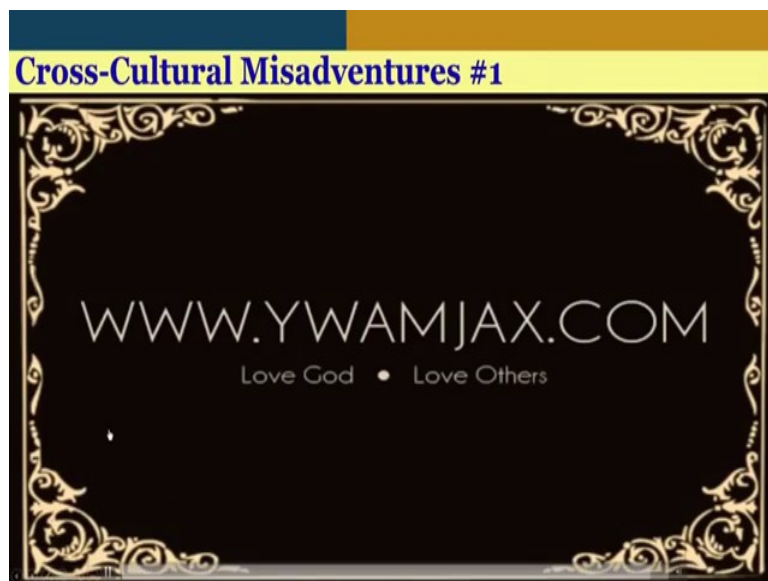 Cross-Cultural Misadventures #1
WWW.YWAMJAX.COM
Love God • Love Others